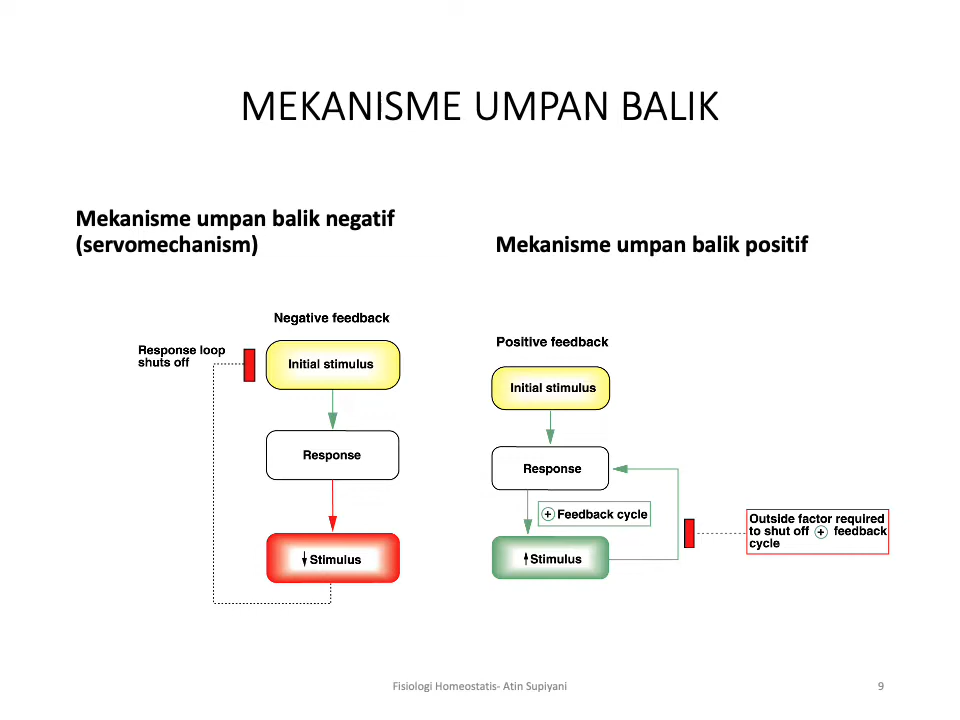 MEKANISME UMPAN BALIK
Mekanisme umpan balik negatif
(servomechanism)
Negative feedback
Response loop
shuts off
Initial stimulus
Response
↓ Stimulus
Mekanisme umpan balik positif
Positive feedback
Initial stimulus
Response
+ Feedback cycle
↑ Stimulus
Outside factor required
to shut off + feedback
cycle
Fisiologi Homeostatis- Atin Supiyani
9